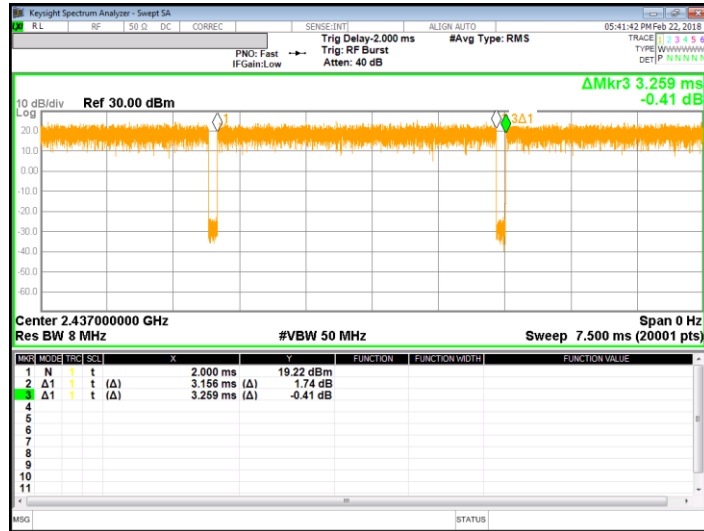 Keysight Spectrum Analyzer - Swept SA
RL RF 50 Ω DC CORREC SENSE:INT ALIGN AUTO 05:41:42 PM Feb 22, 2018
Trig Delay-2.000 ms #Avg Type: RMS TRACE 1 2 3 4 5 6
PNO: Fast Trig: RF Burst TYPE WWWWWW
IFGain:Low Atten: 40 dB DET P N N N N N
ΔMkr3 3.259 ms
10 dB/div Ref 30.00 dBm -0.41 dB
Log
1 3Δ1
20.0
10.0
0.00
-10.0
-20.0
-30.0
-40.0
-50.0
-60.0
Center 2.437000000 GHz Span 0 Hz
Res BW 8 MHz #VBW 50 MHz Sweep 7.500 ms (20001 pts)
MKR MODE TRC SCL X Y FUNCTION FUNCTION WIDTH FUNCTION VALUE
1 N 1 t 2.000 ms 19.22 dBm
2 Δ1 1 t (Δ) 3.156 ms (Δ) 1.74 dB
3 Δ1 1 t (Δ) 3.259 ms (Δ) -0.41 dB
4
5
6
7
8
9
10
11
MSG STATUS